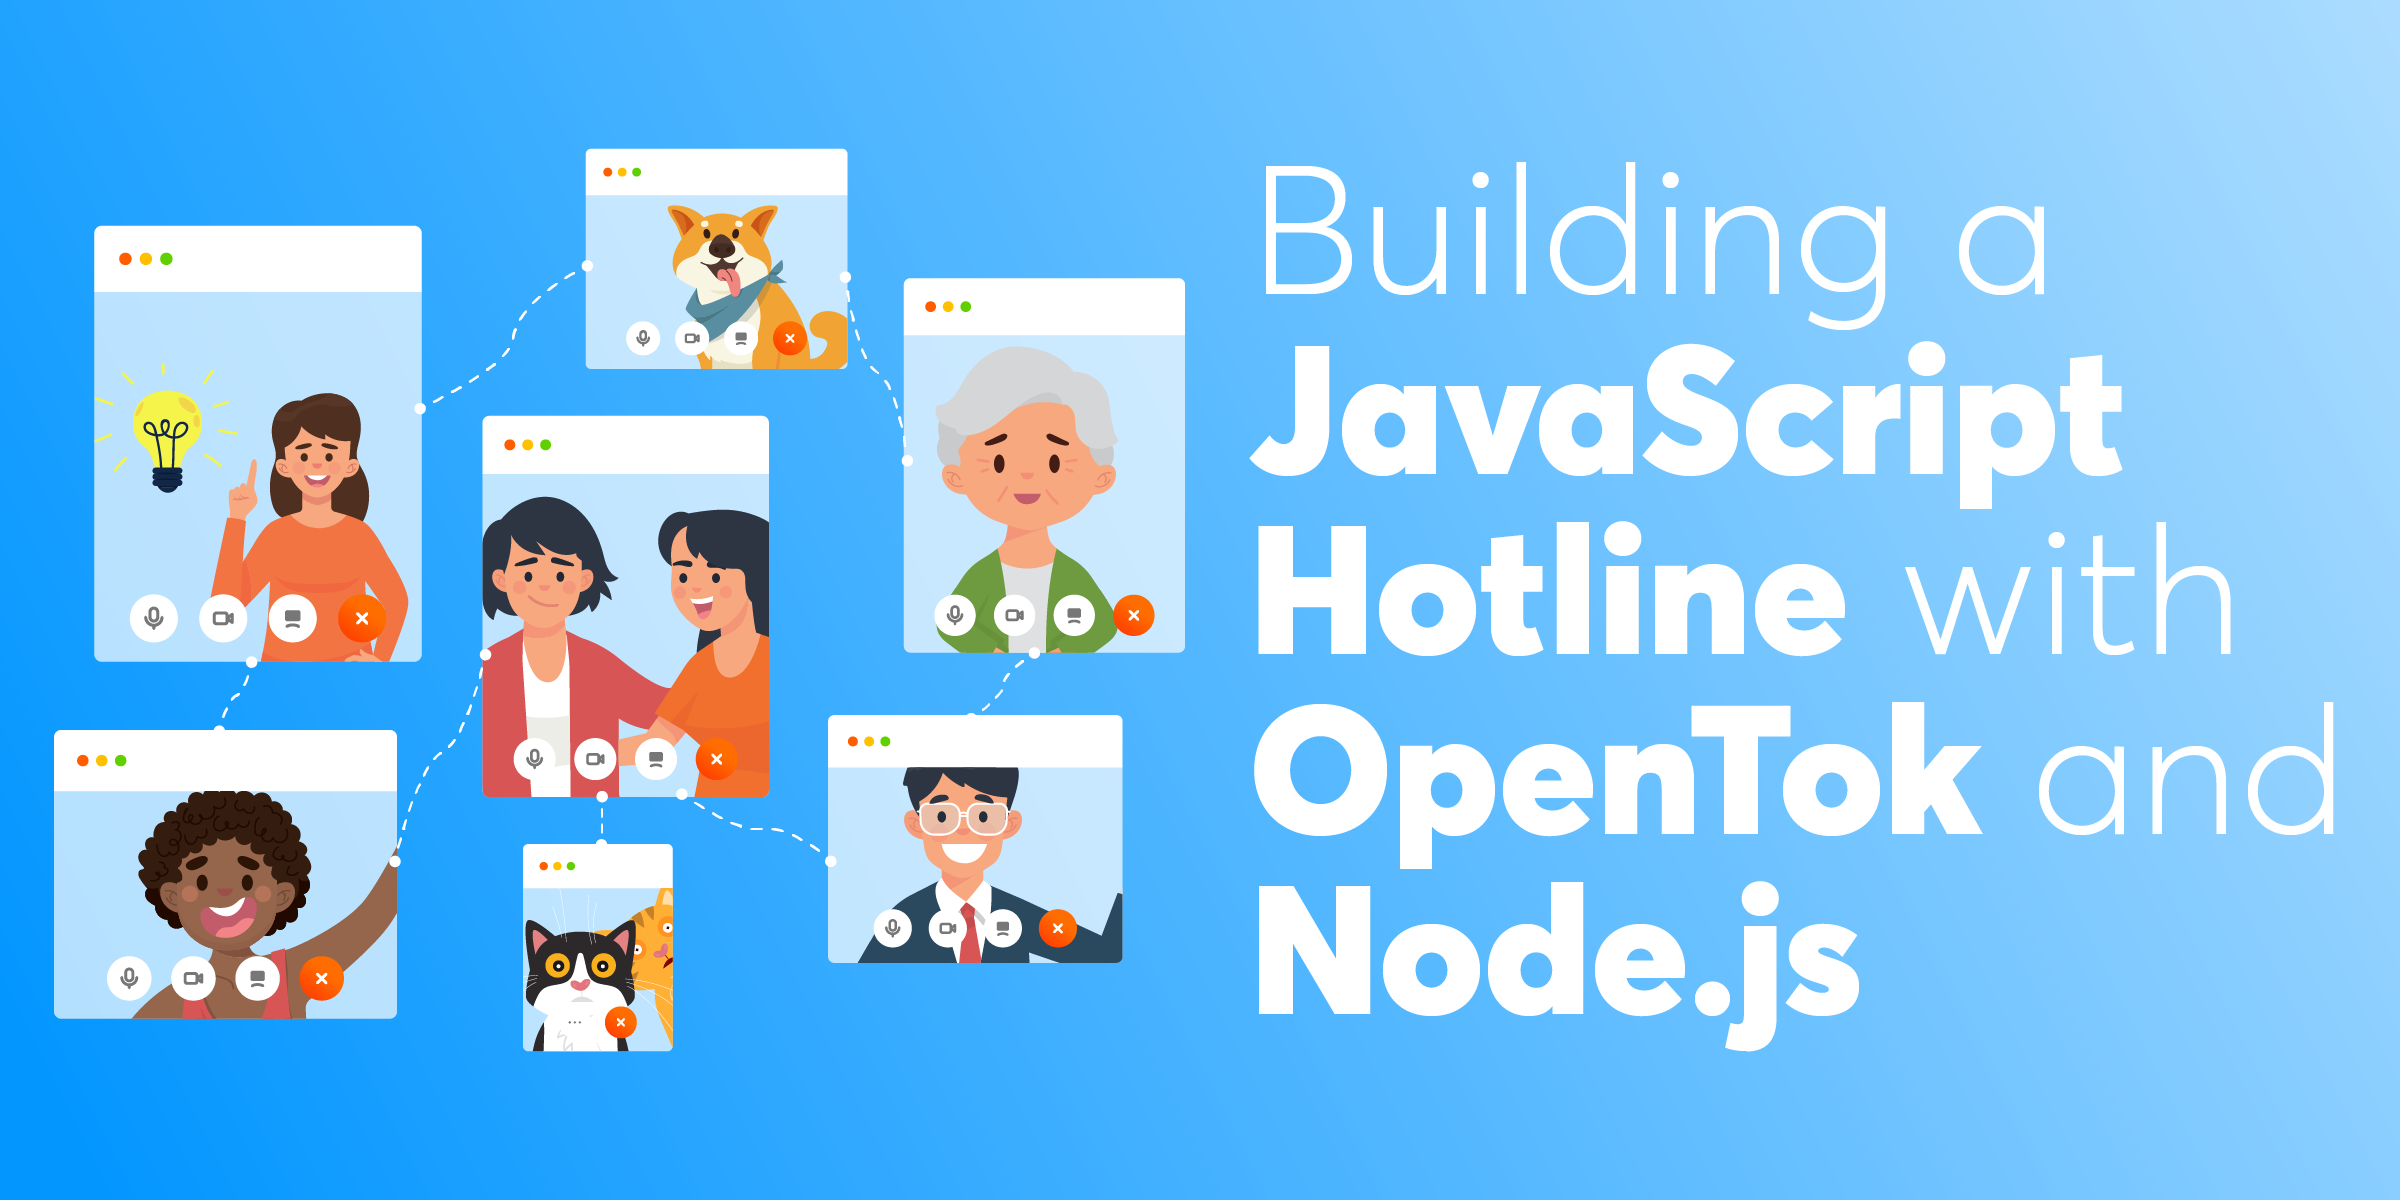 Building a
JavaScript
Hotline with
OpenTok and
Node.js